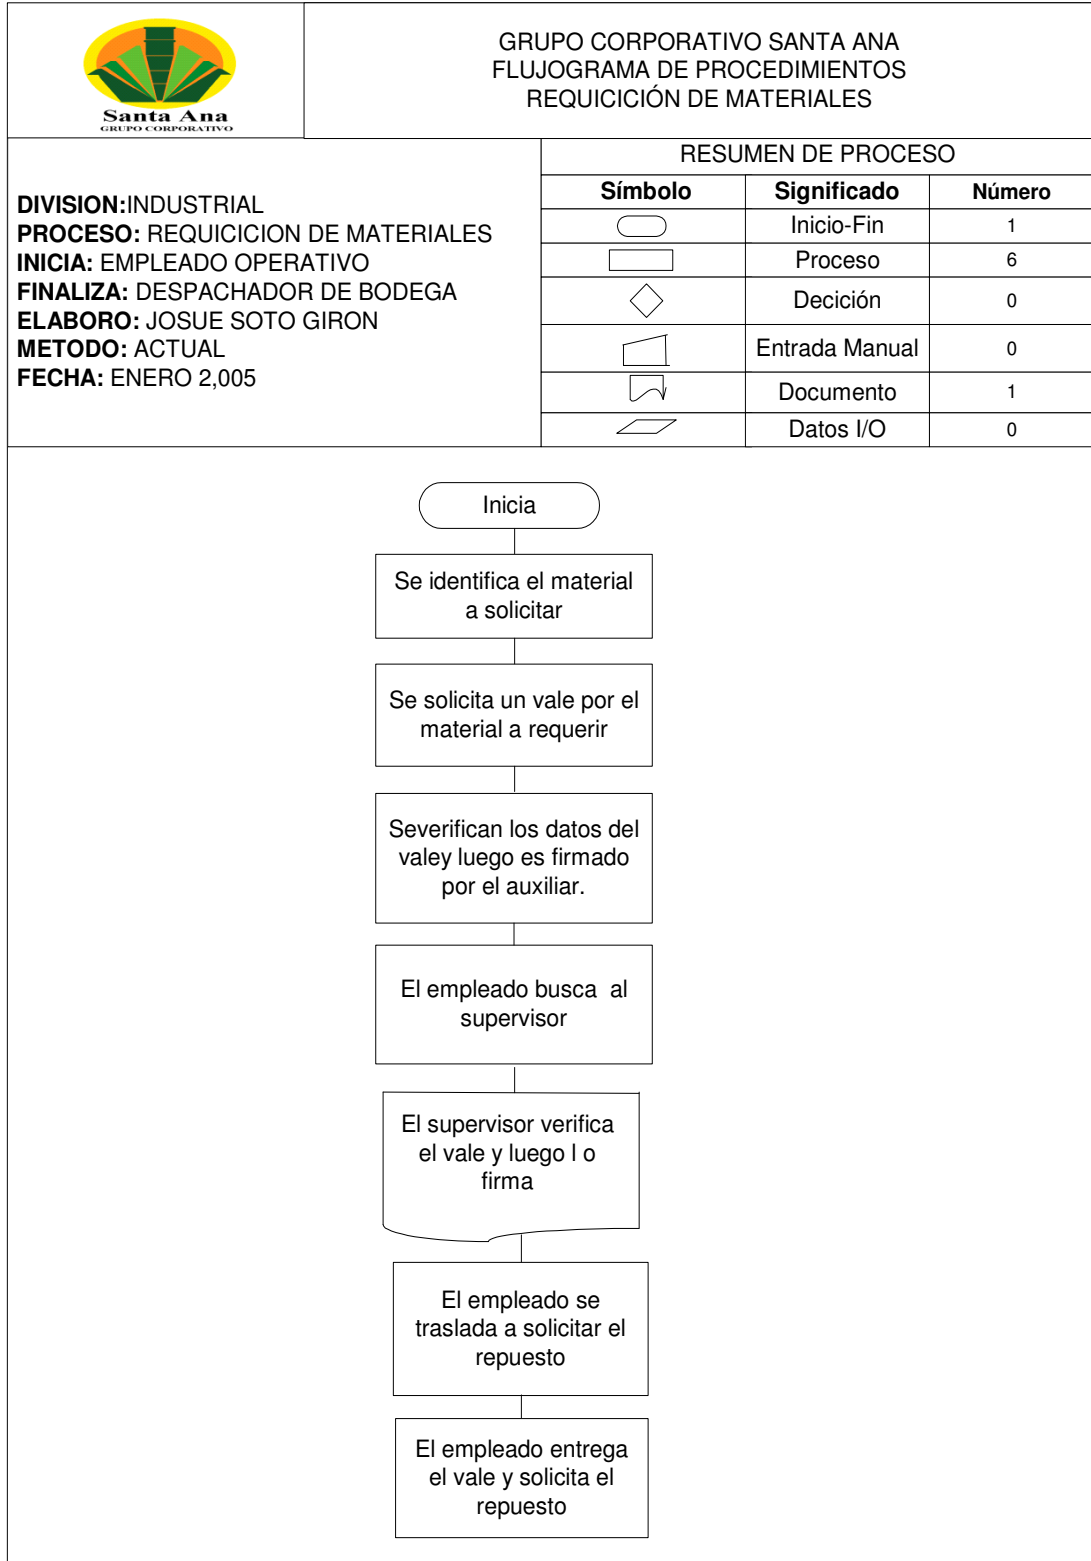 Santa Ana
GRUPO CORPORATIVO
GRUPO CORPORATIVO SANTA ANA
FLUJOGRAMA DE PROCEDIMIENTOS
REQUICICIÓN DE MATERIALES
DIVISION:INDUSTRIAL
PROCESO: REQUICICION DE MATERIALES
INICIA: EMPLEADO OPERATIVO
FINALIZA: DESPACHADOR DE BODEGA
ELABORO: JOSUE SOTO GIRON
METODO: ACTUAL
FECHA: ENERO 2,005
RESUMEN DE PROCESO
Símbolo Significado Número
Inicio-Fin 1
Proceso 6
Decición 0
Entrada Manual 0
Documento 1
Datos I/O 0
Inicia
Se identifica el material
a solicitar
Se solicita un vale por el
material a requerir
Severifican los datos del
valey luego es firmado
por el auxiliar.
El empleado busca al
supervisor
El supervisor verifica
el vale y luego l o
firma
El empleado se
traslada a solicitar el
repuesto
El empleado entrega
el vale y solicita el
repuesto